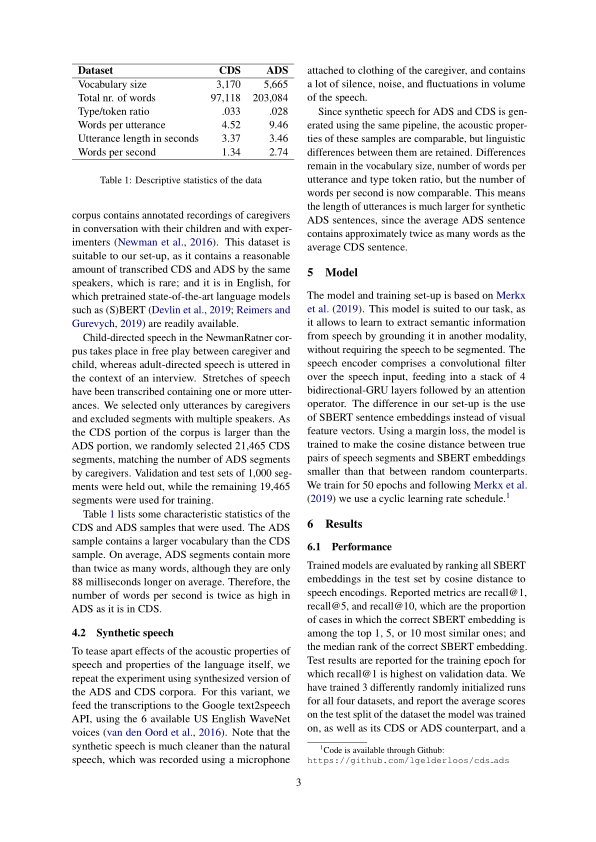 Dataset CDS ADS
Vocabulary size 3,170 5,665
Total nr. of words 97,118 203,084
Type/token ratio .033 .028
Words per utterance 4.52 9.46
Utterance length in seconds 3.37 3.46
Words per second 1.34 2.74
Table 1: Descriptive statistics of the data
corpus contains annotated recordings of caregivers
in conversation with their children and with exper-
imenters (Newman et al., 2016). This dataset is
suitable to our set-up, as it contains a reasonable
amount of transcribed CDS and ADS by the same
speakers, which is rare; and it is in English, for
which pretrained state-of-the-art language models
such as (S)BERT (Devlin et al., 2019; Reimers and
Gurevych, 2019) are readily available.
Child-directed speech in the NewmanRatner cor-
pus takes place in free play between caregiver and
child, whereas adult-directed speech is uttered in
the context of an interview. Stretches of speech
have been transcribed containing one or more utter-
ances. We selected only utterances by caregivers
and excluded segments with multiple speakers. As
the CDS portion of the corpus is larger than the
ADS portion, we randomly selected 21,465 CDS
segments, matching the number of ADS segments
by caregivers. Validation and test sets of 1,000 seg-
ments were held out, while the remaining 19,465
segments were used for training.
Table 1 lists some characteristic statistics of the
CDS and ADS samples that were used. The ADS
sample contains a larger vocabulary than the CDS
sample. On average, ADS segments contain more
than twice as many words, although they are only
88 milliseconds longer on average. Therefore, the
number of words per second is twice as high in
ADS as it is in CDS.
4.2 Synthetic speech
To tease apart effects of the acoustic properties of
speech and properties of the language itself, we
repeat the experiment using synthesized version of
the ADS and CDS corpora. For this variant, we
feed the transcriptions to the Google text2speech
API, using the 6 available US English WaveNet
voices (van den Oord et al., 2016). Note that the
synthetic speech is much cleaner than the natural
speech, which was recorded using a microphone
attached to clothing of the caregiver, and contains
a lot of silence, noise, and fluctuations in volume
of the speech.
Since synthetic speech for ADS and CDS is gen-
erated using the same pipeline, the acoustic proper-
ties of these samples are comparable, but linguistic
differences between them are retained. Differences
remain in the vocabulary size, number of words per
utterance and type token ratio, but the number of
words per second is now comparable. This means
the length of utterances is much larger for synthetic
ADS sentences, since the average ADS sentence
contains approximately twice as many words as the
average CDS sentence.
5 Model
The model and training set-up is based on Merkx
et al. (2019). This model is suited to our task, as
it allows to learn to extract semantic information
from speech by grounding it in another modality,
without requiring the speech to be segmented. The
speech encoder comprises a convolutional filter
over the speech input, feeding into a stack of 4
bidirectional-GRU layers followed by an attention
operator. The difference in our set-up is the use
of SBERT sentence embeddings instead of visual
feature vectors. Using a margin loss, the model is
trained to make the cosine distance between true
pairs of speech segments and SBERT embeddings
smaller than that between random counterparts.
We train for 50 epochs and following Merkx et al.
(2019) we use a cyclic learning rate schedule.1
6 Results
6.1 Performance
Trained models are evaluated by ranking all SBERT
embeddings in the test set by cosine distance to
speech encodings. Reported metrics are recall@1,
recall@5, and recall@10, which are the proportion
of cases in which the correct SBERT embedding is
among the top 1, 5, or 10 most similar ones; and
the median rank of the correct SBERT embedding.
Test results are reported for the training epoch for
which recall@1 is highest on validation data. We
have trained 3 differently randomly initialized runs
for all four datasets, and report the average scores
on the test split of the dataset the model was trained
on, as well as its CDS or ADS counterpart, and a
1Code is available through Github:
https://github.com/lgelderloos/cds_ads
3